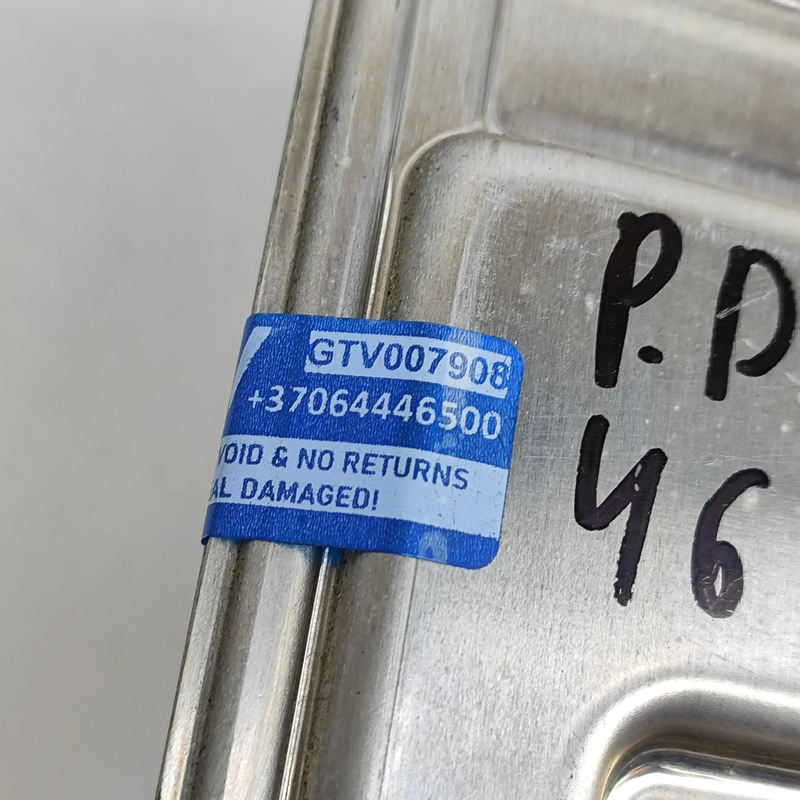 GTV007908
+37064446500
VOID & NO RETURNS
AL DAMAGED!
P.D
46